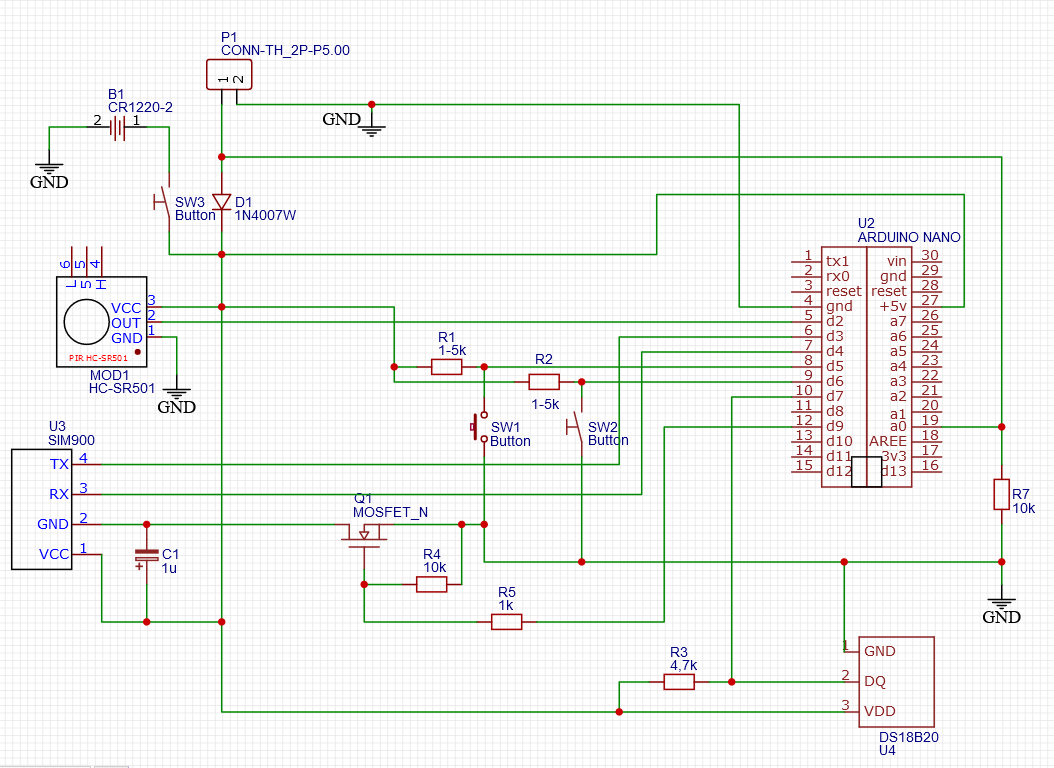 P1
CONN-TH_2P-P5.00
1 2
B1
CR1220-2
2 1
GND
GND
SW3
Button
D1
1N4007W
U2
ARDUINO NANO
1 tx1 vin 30
2 rx0 gnd 29
3 reset reset 28
4 gnd +5v 27
5 d2 a7 26
6 d3 a6 25
7 d4 a5 24
8 d5 a4 23
9 d6 a3 22
10 d7 a2 21
11 d8 a1 20
12 d9 a0 19
13 d10 AREE 18
14 d11 3v3 17
15 d12 d13 16
6 5 4
L S H
VCC 3
OUT 2
GND 1
PIR HC-SR501
MOD1
HC-SR501
GND
R1
1-5k
R2
1-5k
SW1
Button
SW2
Button
U3
SIM900
TX 4
RX 3
GND 2
VCC 1
C1
+ 1u
Q1
MOSFET_N
R4
10k
R5
1k
R7
10k
GND
R3
4,7k
1 GND
2 DQ
3 VDD
DS18B20
U4